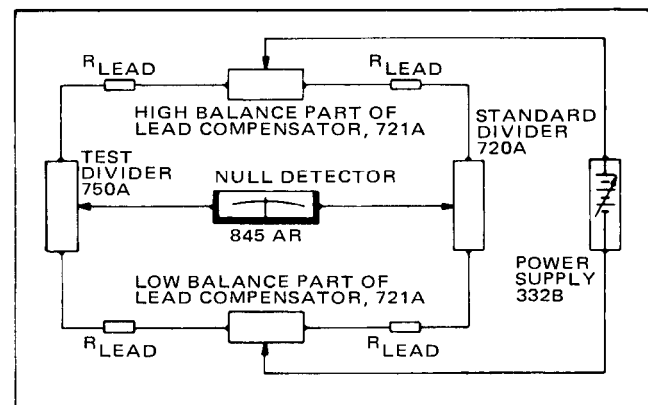 RLEAD
RLEAD
HIGH BALANCE PART OF
LEAD COMPENSATOR, 721A
STANDARD
DIVIDER
720A
TEST
DIVIDER
750A
NULL DETECTOR
845 AR
POWER
SUPPLY
332B
LOW BALANCE PART OF
LEAD COMPENSATOR, 721A
RLEAD
RLEAD